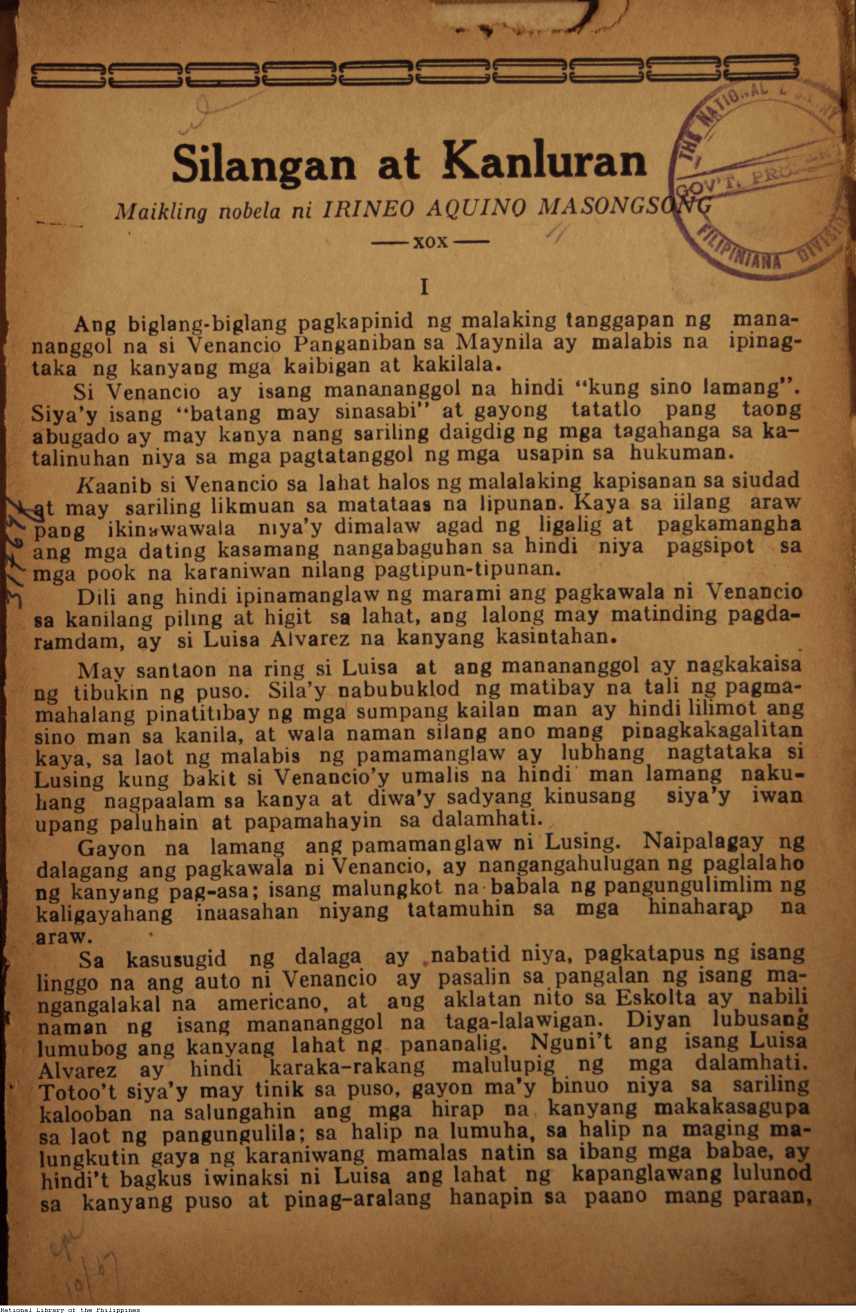 Silangan at Kanluran
Maikling nobela ni IRINEO AQUINO MASONGSONG
—xox—
I
THE NATIONAL
GOV'T.
FILIPINIANA DIVISI
Ang biglang-biglang pagkapinid ng malaking tanggapan ng mana-
nanggol na si Venancio Panganiban sa Maynila ay malabis na ipinag-
taka ng kanyang mga kaibigan at kakilala.
Si Venancio ay isang manananggol na hindi “kung sino lamang”.
Siya'y isang “batang may sinasabi” at gayong tatatlo pang taong
abugado ay may kanya nang sariling daigdig ng mga tagahanga sa ka-
talinuhan niya sa mga pagtatanggol ng mga usapin sa hukuman.
Kaanib si Venancio sa lahat halos ng malalaking kapisanan sa siudad
at may sariling likmuan sa matataas na lipunan. Kaya sa iilang araw
pang ikinawawala niya'y dimalaw agad ng ligalig at pagkamangha
ang mga dating kasamang nangabaguhan sa hindi niya pagsipot sa
mga pook na karaniwan nilang pagtipun-tipunan.
Dili ang hindi ipinamanglaw ng marami ang pagkawala ni Venancio
sa kanilang piling at higit sa lahat, ang lalong may matinding pagda-
ramdam, ay si Luisa Alvarez na kanyang kasintahan.
May santaon na ring si Luisa at ang manananggol ay nagkakaisa
ng tibukin ng puso. Sila'y nabubuklod ng matibay na tali ng pagma-
mahalang pinatitibay ng mga sumpang kailan man ay hindi lilimot ang
sino man sa kanila, at wala naman silang ano mang pinagkakagalitan
kaya, sa laot ng malabis ng pamamanglaw ay lubhang nagtataka si
Lusing kung bakit si Venancio'y umalis na hindi man lamang naku-
hang nagpaalam sa kanya at diwa'y sadyang kinusang siya'y iwan
upang paluhain at papamahayin sa dalamhati.
Gayon na lamang ang pamamanglaw ni Lusing. Naipalagay ng
dalagang ang pagkawala ni Venancio, ay nangangahulugan ng paglalaho
ng kanyang pag-asa; isang malungkot na babala ng pangungulimlim ng
kaligayahang inaasahan niyang tatamuhin sa mga hinaharap na
araw.
Sa kasusugid ng dalaga ay nabatid niya, pagkatapus ng isang
linggo na ang auto ni Venancio ay pasalin sa pangalan ng isang ma-
ngangalakal na americano, at ang aklatan nito sa Eskolta ay nabili
naman ng isang manananggol na taga-lalawigan. Diyan lubusang
lumubog ang kanyang lahat ng pananalig. Nguni't ang isang Luisa
Alvarez ay hindi karaka-rakang malulupig ng mga dalamhati.
Totoo't siya'y may tinik sa puso, gayon ma'y binuo niya sa sariling
kalooban na salungahin ang mga hirap na kanyang makakasagupa
sa laot ng pangungulila; sa halip na lumuha, sa halip na maging ma-
lungkutin gaya ng karaniwang mamalas natin sa ibang mga babae, ay
hindi't bagkus iwinaksi ni Luisa ang lahat ng kapanglawang lulunod
sa kanyang puso at pinag-aralang hanapin sa paano mang paraan,
National Library of the Philippines